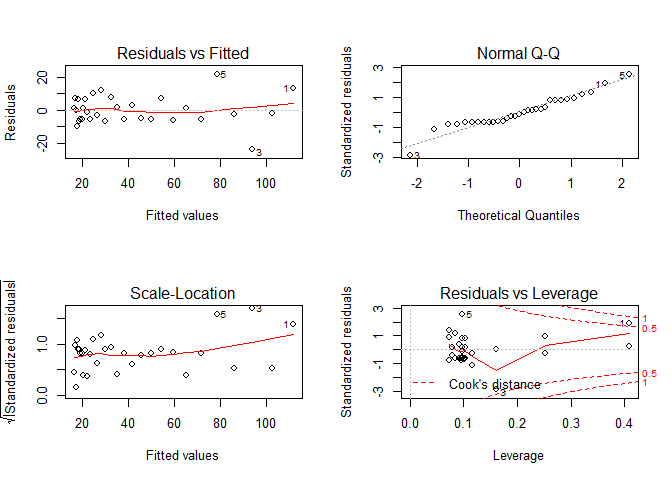 Residuals vs Fitted
Residuals
20
0
-20
5
1
3
20 40 60 80 100
Fitted values
Normal Q-Q
Standardized residuals
3
1
-1
-3
1
5
3
-2 -1 0 1 2
Theoretical Quantiles
Scale-Location
√|Standardized residuals|
1.0
0.0
5
3
1
20 40 60 80 100
Fitted values
Residuals vs Leverage
Standardized residuals
3
1
-1
-3
5
1
3
1
0.5
0.5
1
Cook's distance
0.0 0.1 0.2 0.3 0.4
Leverage